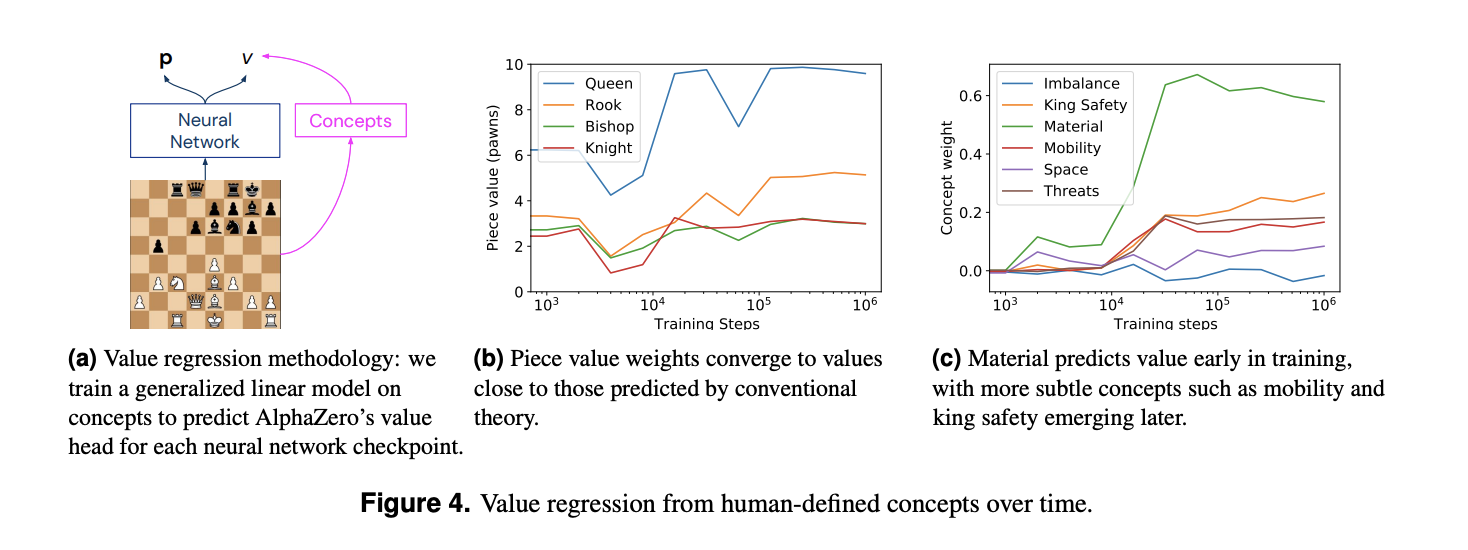 p v
Neural
Network
Concepts
10
8
6
4
2
0
Piece value (pawns)
Queen
Rook
Bishop
Knight
10³ 10⁴ 10⁵ 10⁶
Training Steps
0.6
0.4
0.2
0.0
Concept weight
Imbalance
King Safety
Material
Mobility
Space
Threats
10³ 10⁴ 10⁵ 10⁶
Training steps
(a) Value regression methodology: we
train a generalized linear model on
concepts to predict AlphaZero’s value
head for each neural network checkpoint.
(b) Piece value weights converge to values
close to those predicted by conventional
theory.
(c) Material predicts value early in training,
with more subtle concepts such as mobility and
king safety emerging later.
Figure 4. Value regression from human-defined concepts over time.